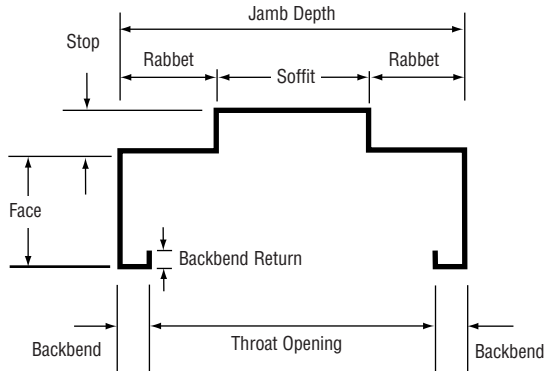 Jamb Depth
Stop
Rabbet
Soffit
Rabbet
Face
Backbend Return
Backbend
Throat Opening
Backbend